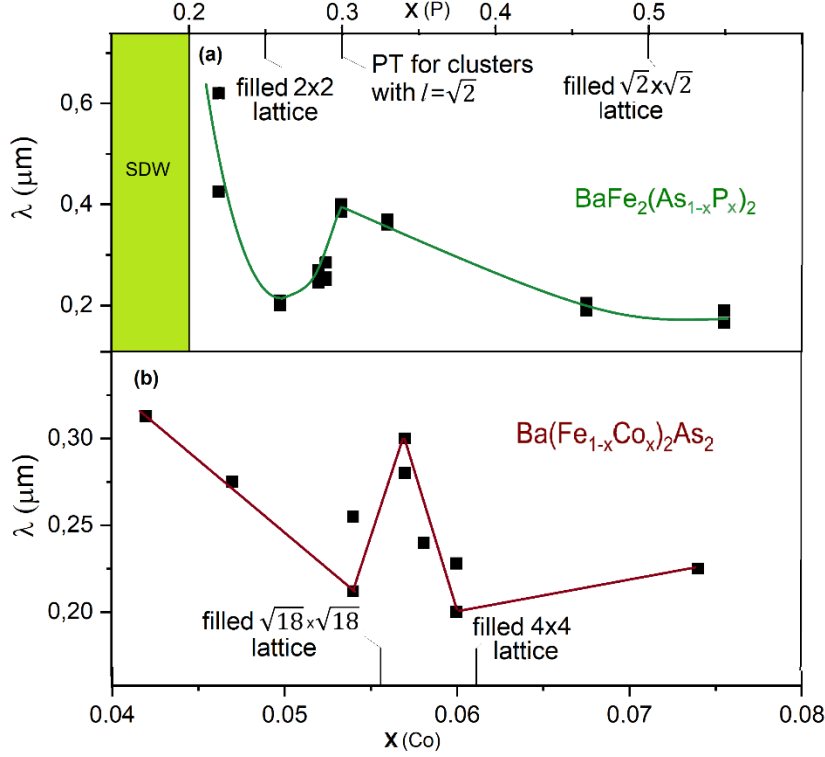 X (P)
0.2 0.3 0.4 0.5
(a)
filled 2x2
lattice
PT for clusters
with l=√2
filled √2x√2
lattice
0,6
0,4
0,2
λ (μm)
SDW
BaFe₂(As₁₋ₓPₓ)₂
(b)
Ba(Fe₁₋ₓCoₓ)₂As₂
0,30
0,25
0,20
λ (μm)
filled √18x√18
lattice
filled 4x4
lattice
0.04 0.05 0.06 0.07 0.08
X (Co)